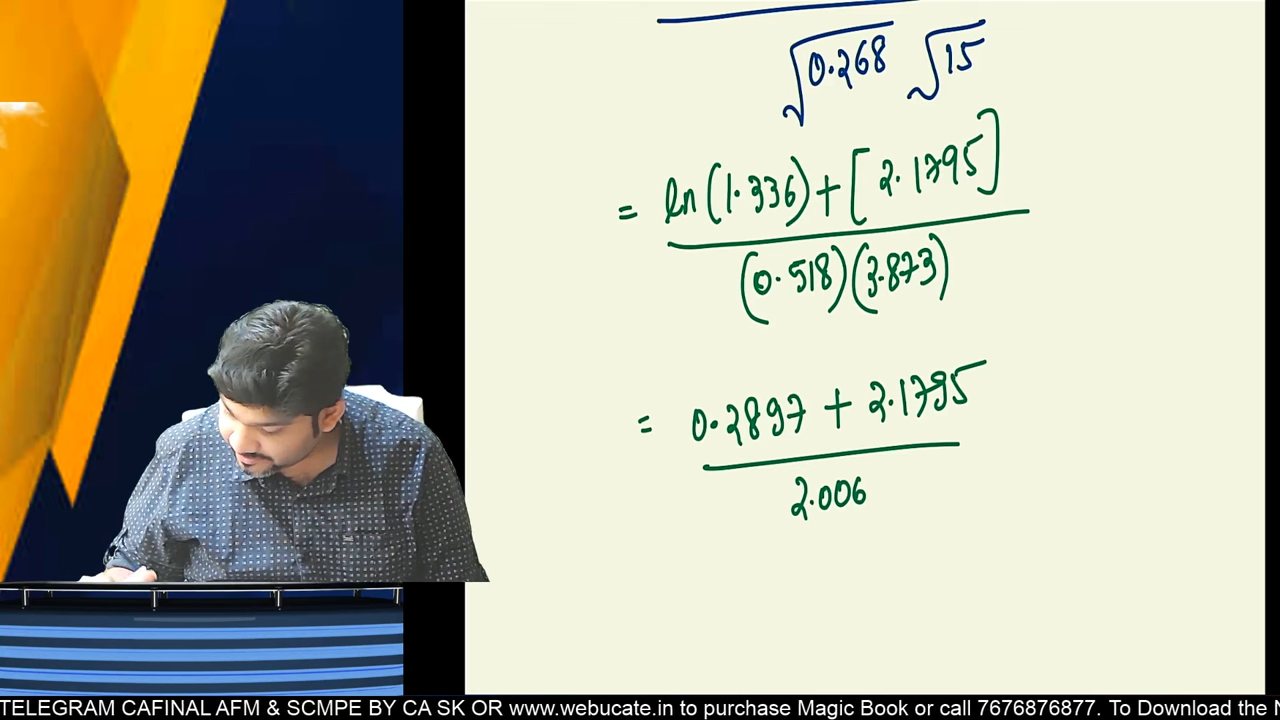 √0.268 √15
= ln(1.336)+[2.1795]
(0.518)(3.873)
= 0.2897 + 2.1795
2.006
TELEGRAM CAFINAL AFM & SCMPE BY CA SK OR www.webucate.in to purchase Magic Book or call 7676876877. To Download the